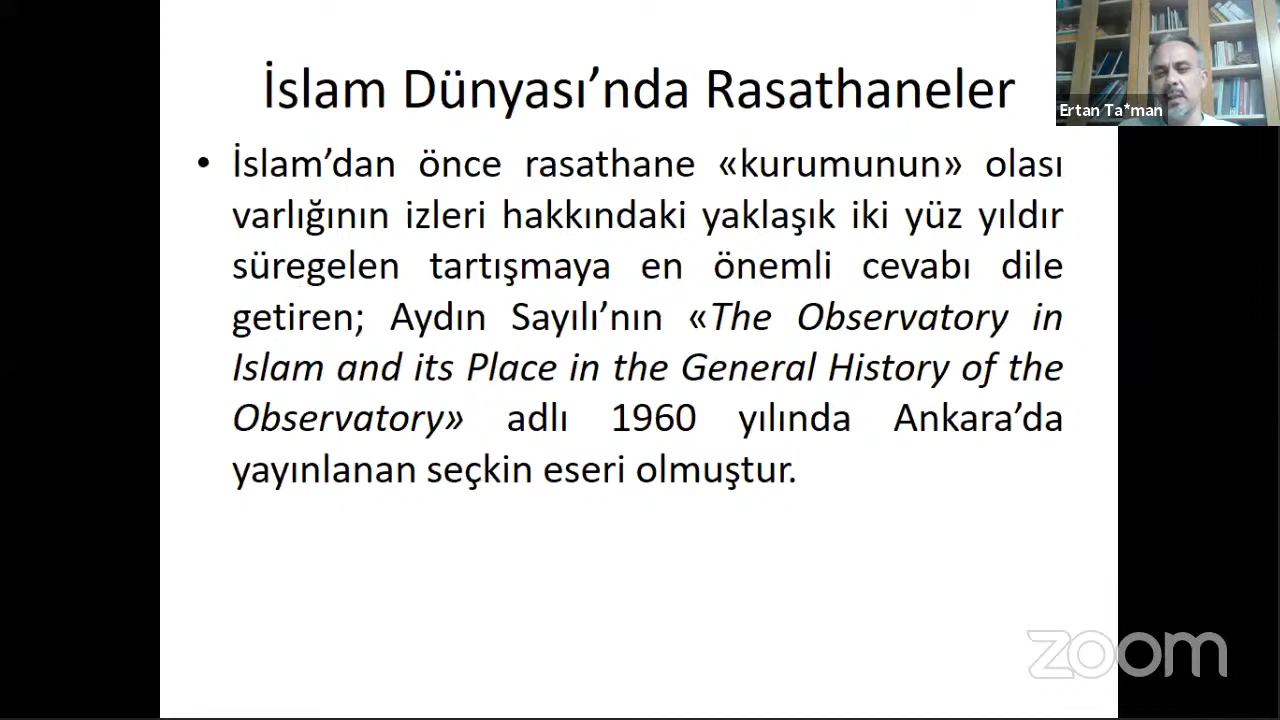 İslam Dünyası’nda Rasathaneler
Ertan Ta*man
• İslam’dan önce rasathane «kurumunun» olası
varlığının izleri hakkındaki yaklaşık iki yüz yıldır
süregelen tartışmaya en önemli cevabı dile
getiren; Aydın Sayılı’nın «The Observatory in
Islam and its Place in the General History of the
Observatory» adlı 1960 yılında Ankara’da
yayınlanan seçkin eseri olmuştur.
zoom